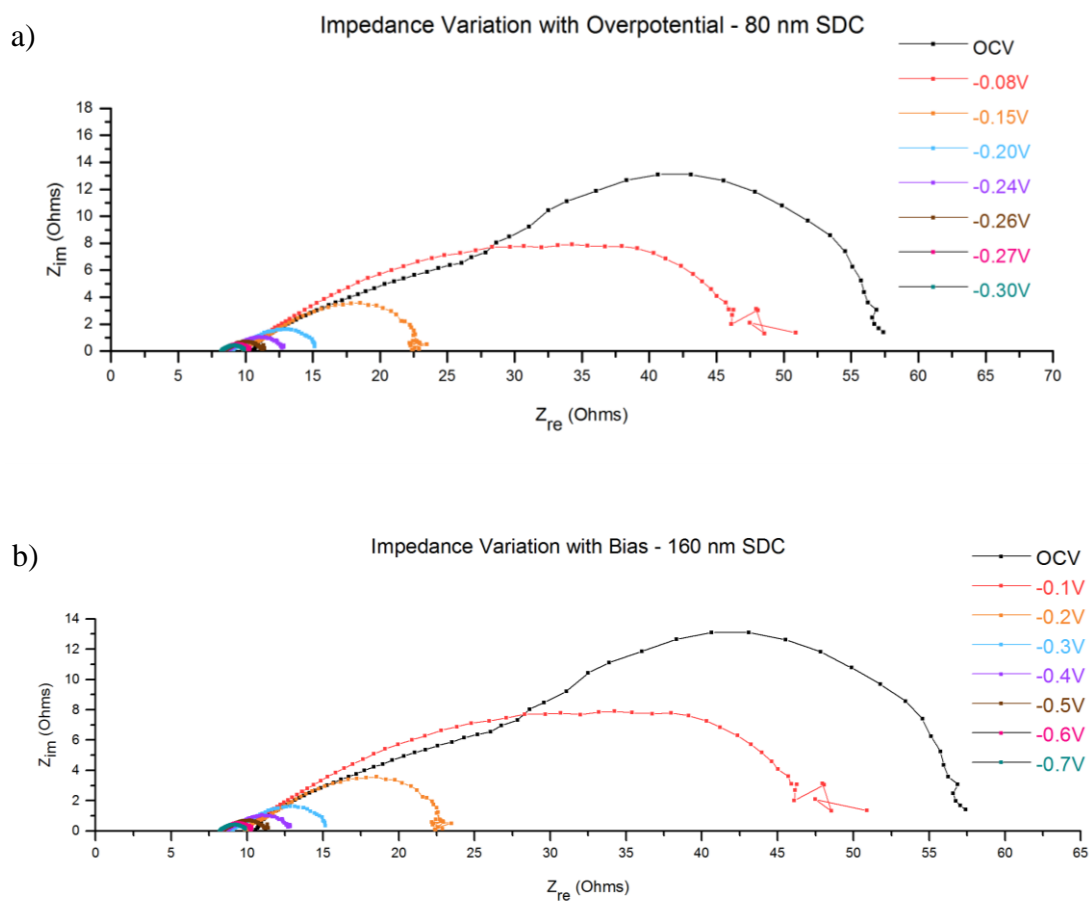 a)
Impedance Variation with Overpotential - 80 nm SDC
OCV
-0.08V
-0.15V
-0.20V
-0.24V
-0.26V
-0.27V
-0.30V
Z_im (Ohms)
18
16
14
12
10
8
6
4
2
0
0 5 10 15 20 25 30 35 40 45 50 55 60 65 70
Z_re (Ohms)
b)
Impedance Variation with Bias - 160 nm SDC
OCV
-0.1V
-0.2V
-0.3V
-0.4V
-0.5V
-0.6V
-0.7V
Z_im (Ohms)
14
12
10
8
6
4
2
0
0 5 10 15 20 25 30 35 40 45 50 55 60 65
Z_re (Ohms)